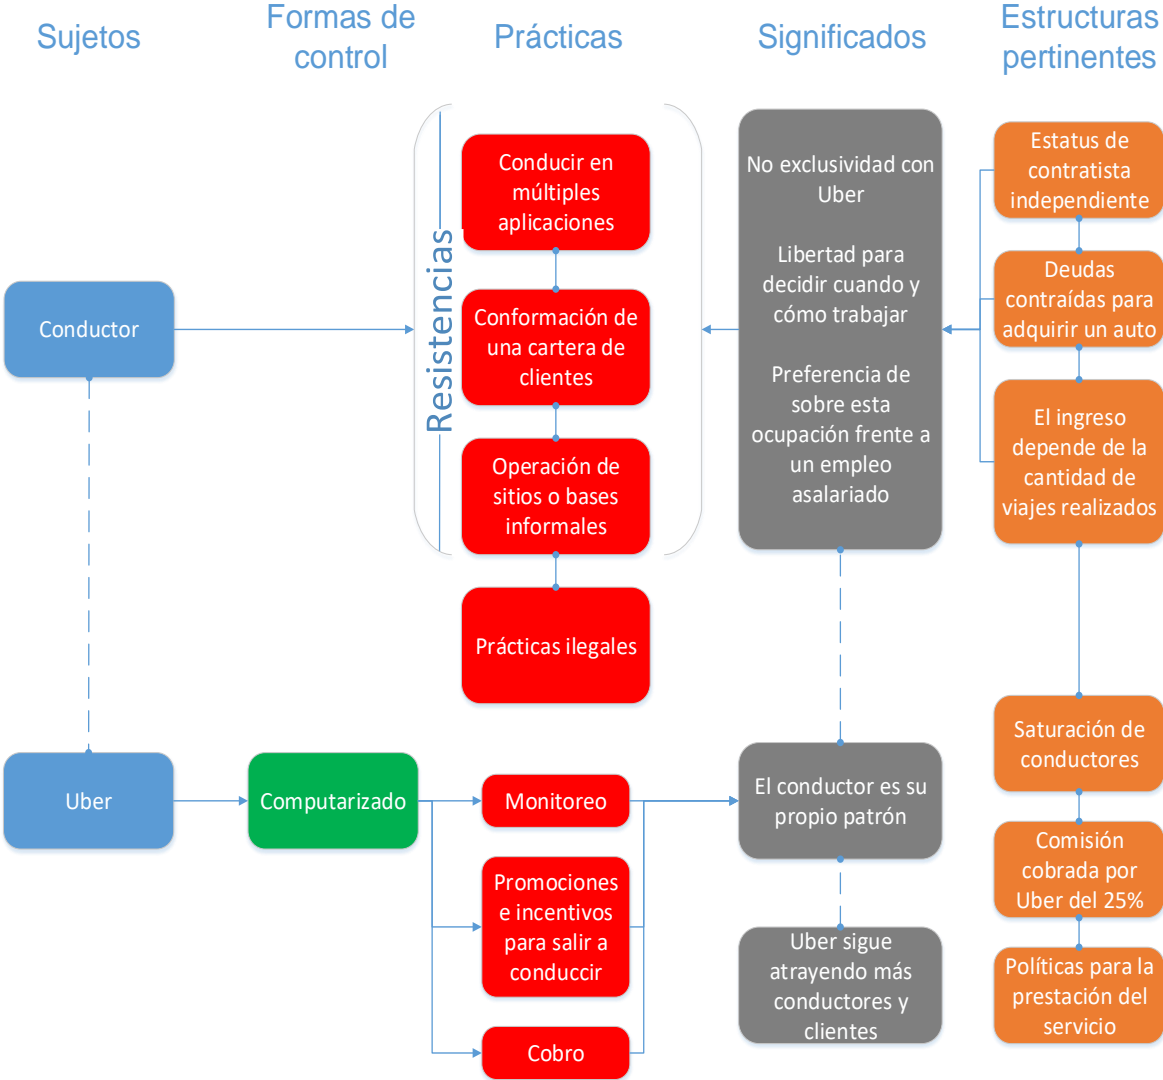 Sujetos
Formas de
control
Prácticas
Significados
Estructuras
pertinentes
Conductor
Resistencias
Conducir en
múltiples
aplicaciones
Conformación de
una cartera de
clientes
Operación de
sitios o bases
informales
Prácticas ilegales
No exclusividad con
Uber
Libertad para
decidir cuando y
cómo trabajar
Preferencia de
sobre esta
ocupación frente a
un empleo
asalariado
Estatus de
contratista
independiente
Deudas
contraídas para
adquirir un auto
El ingreso
depende de la
cantidad de
viajes realizados
Uber
Computarizado
Monitoreo
Promociones
e incentivos
para salir a
conduccir
Cobro
El conductor es su
propio patrón
Uber sigue
atrayendo más
conductores y
clientes
Saturación de
conductores
Comisión
cobrada por
Uber del 25%
Políticas para la
prestación del
servicio